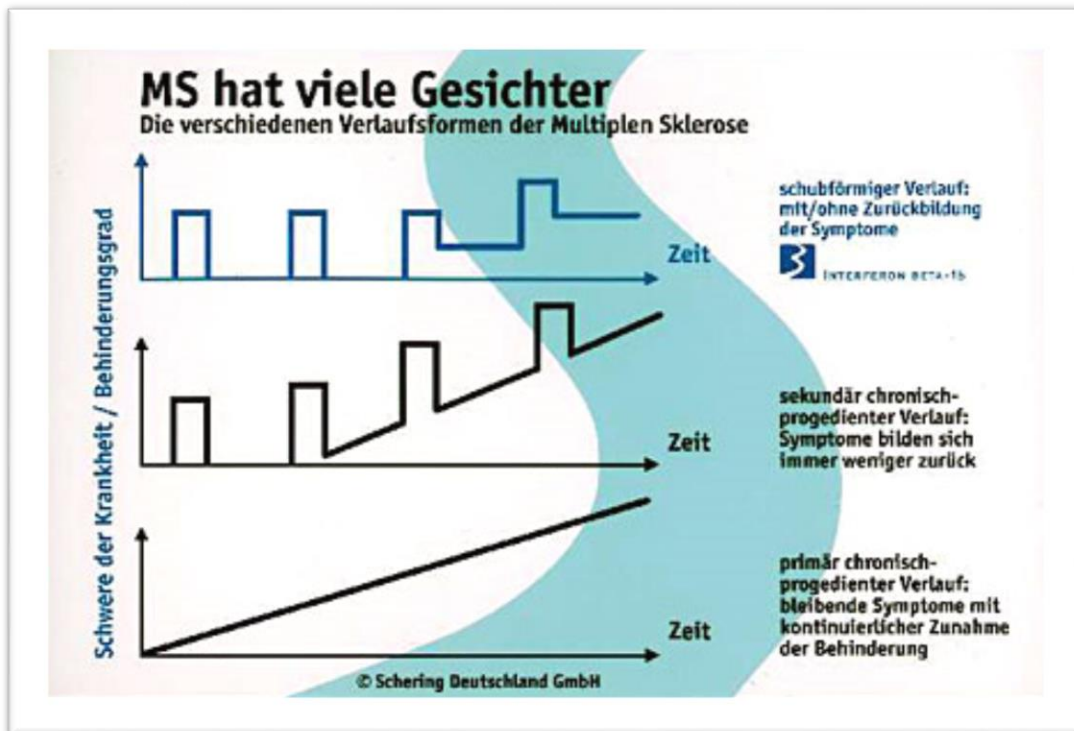 MS hat viele Gesichter
Die verschiedenen Verlaufsformen der Multiplen Sklerose
Schwere der Krankheit / Behinderungsgrad
Zeit
schubförmiger Verlauf:
mit/ohne Zurückbildung
der Symptome
INTERFERON BETA-1b
Zeit
sekundär chronisch-
progedienter Verlauf:
Symptome bilden sich
immer weniger zurück
Zeit
primär chronisch-
progedienter Verlauf:
bleibende Symptome mit
kontinuierlicher Zunahme
der Behinderung
© Schering Deutschland GmbH